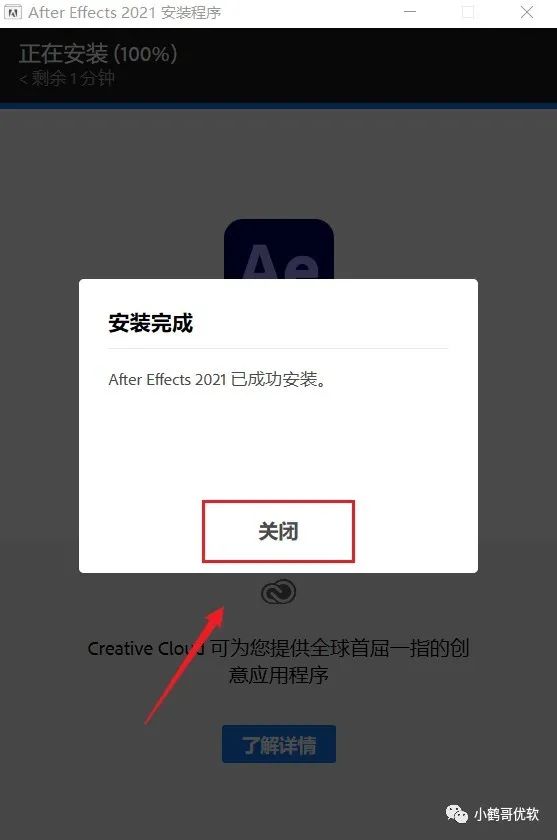 After Effects 2021 安装程序
正在安装 (100%)
< 剩余 1 分钟
Ae
安装完成
After Effects 2021 已成功安装。
关闭
Creative Cloud 可为您提供全球首屈一指的创
意应用程序
了解详情
小鹤哥优软